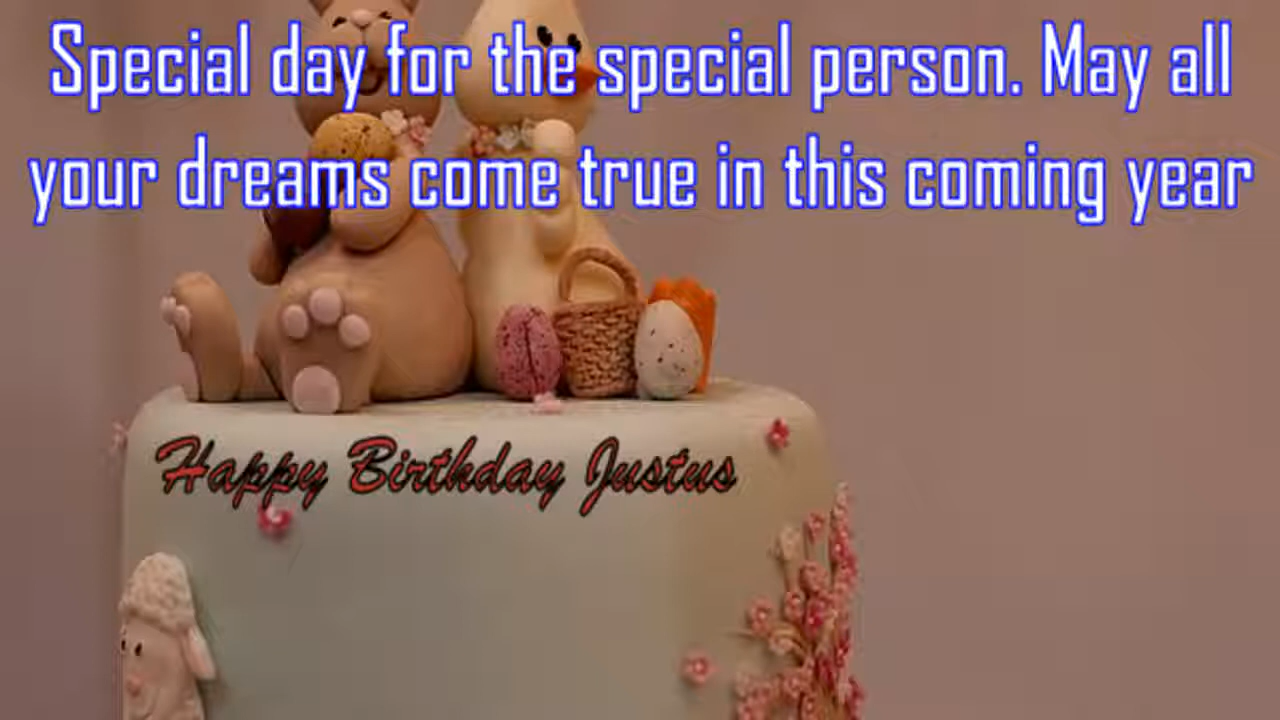 Special day for the special person. May all
your dreams come true in this coming year
Happy Birthday Justus